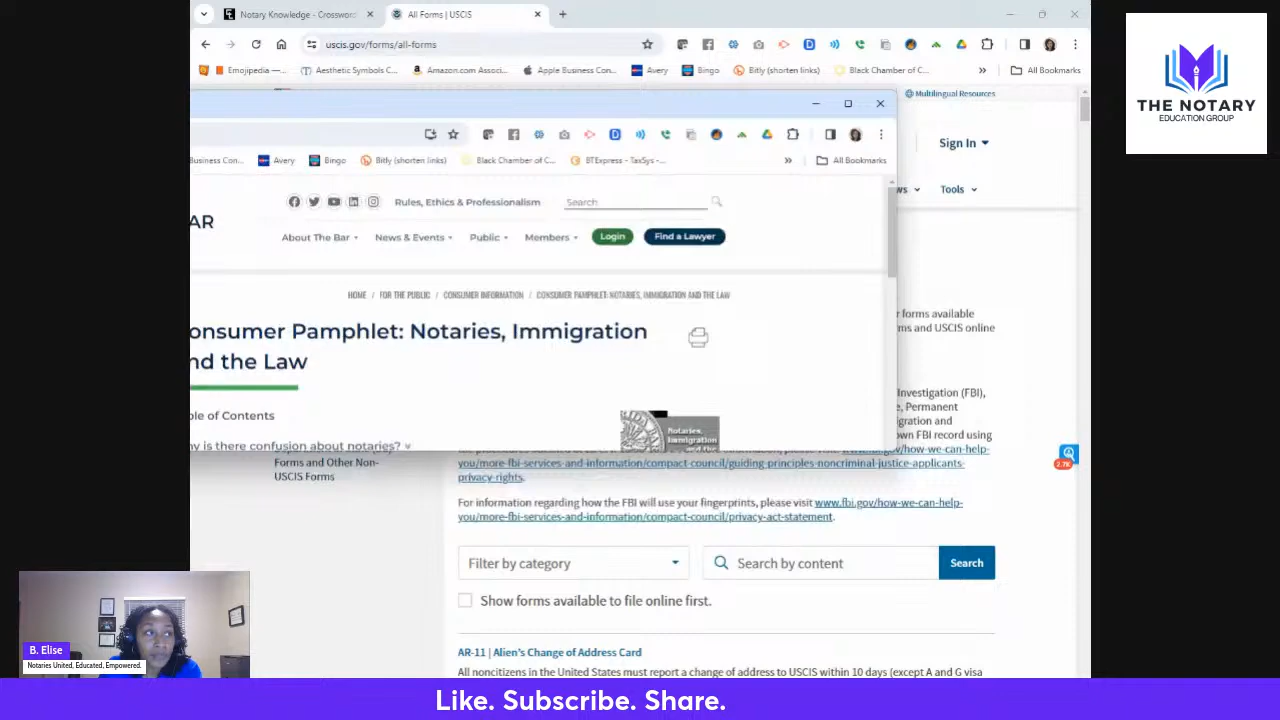 Notary Knowledge - Crossword
All Forms | USCIS
uscis.gov/forms/all-forms
Emojipedia —...
Aesthetic Symbols C...
Amazon.com Associ...
Apple Business Con...
Avery
Bingo
Bitly (shorten links)
Black Chamber of C...
All Bookmarks
THE NOTARY
EDUCATION GROUP
Multilingual Resources
Sign In
Tools
Business Con...
Avery
Bingo
Bitly (shorten links)
Black Chamber of C...
BTExpress - TaxSys -...
All Bookmarks
Rules, Ethics & Professionalism
Search
AR
About The Bar
News & Events
Public
Members
Login
Find a Lawyer
HOME / FOR THE PUBLIC / CONSUMER INFORMATION / CONSUMER PAMPHLET: NOTARIES, IMMIGRATION AND THE LAW
onsumer Pamphlet: Notaries, Immigration
nd the Law
ble of Contents
y is there confusion about notaries?
Notaries,
Immigration
r forms available
ms and USCIS online
Investigation (FBI),
e, Permanent
igration and
own FBI record using
Forms and Other Non-
USCIS Forms
/how-we-can-help-
you/more-fbi-services-and-information/compact-council/guiding-principles-noncriminal-justice-applicants-
privacy-rights.
For information regarding how the FBI will use your fingerprints, please visit www.fbi.gov/how-we-can-help-
you/more-fbi-services-and-information/compact-council/privacy-act-statement.
Filter by category
Search by content
Search
Show forms available to file online first.
AR-11 | Alien's Change of Address Card
All noncitizens in the United States must report a change of address to USCIS within 10 days (except A and G visa
2.7K
B. Elise
Notaries United, Educated, Empowered.
Like. Subscribe. Share.